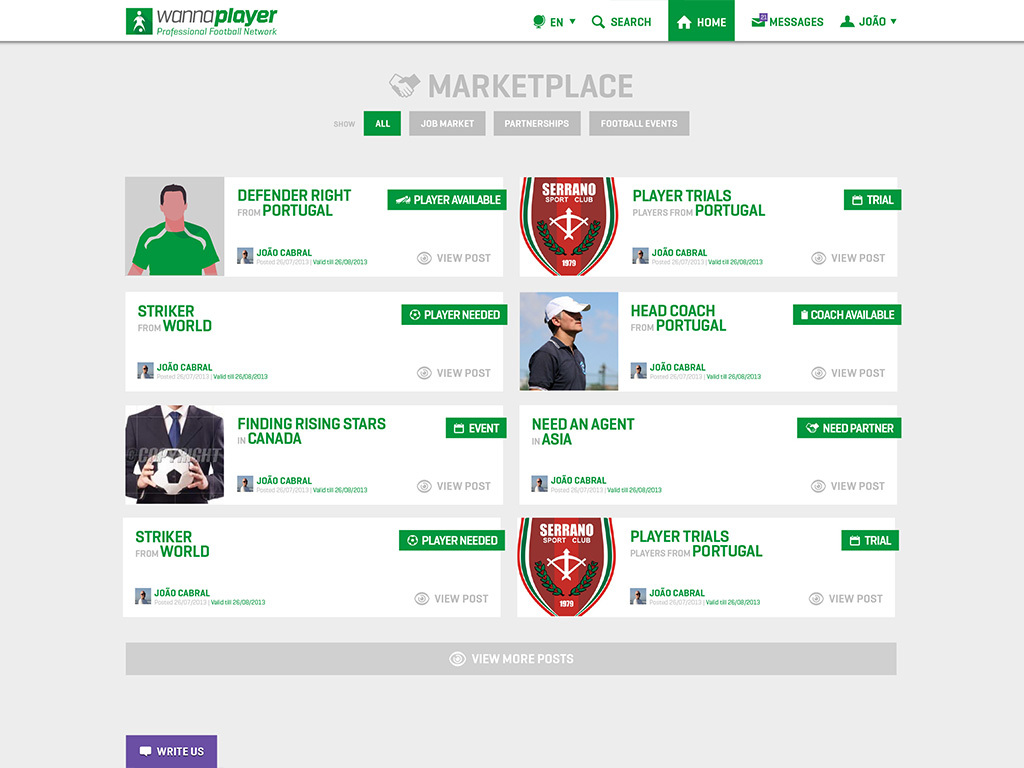 wannaplayer
Professional Football Network
EN
SEARCH
HOME
21
MESSAGES
JOÃO
MARKETPLACE
SHOW
ALL
JOB MARKET
PARTNERSHIPS
FOOTBALL EVENTS
DEFENDER RIGHT
FROM PORTUGAL
PLAYER AVAILABLE
JOÃO CABRAL
Posted 26/07/2013 | Valid till 26/08/2013
VIEW POST
SERRANO
SPORT CLUB
1979
PLAYER TRIALS
PLAYERS FROM PORTUGAL
TRIAL
JOÃO CABRAL
Posted 26/07/2013 | Valid till 26/08/2013
VIEW POST
STRIKER
FROM WORLD
PLAYER NEEDED
JOÃO CABRAL
Posted 26/07/2013 | Valid till 26/08/2013
VIEW POST
HEAD COACH
FROM PORTUGAL
COACH AVAILABLE
JOÃO CABRAL
Posted 26/07/2013 | Valid till 26/08/2013
VIEW POST
©COPYRIGHT
FINDING RISING STARS
IN CANADA
EVENT
JOÃO CABRAL
Posted 26/07/2013 | Valid till 26/08/2013
VIEW POST
NEED AN AGENT
IN ASIA
NEED PARTNER
JOÃO CABRAL
Posted 26/07/2013 | Valid till 26/08/2013
VIEW POST
STRIKER
FROM WORLD
PLAYER NEEDED
JOÃO CABRAL
Posted 26/07/2013 | Valid till 26/08/2013
VIEW POST
SERRANO
SPORT CLUB
1979
PLAYER TRIALS
PLAYERS FROM PORTUGAL
TRIAL
JOÃO CABRAL
Posted 26/07/2013 | Valid till 26/08/2013
VIEW POST
VIEW MORE POSTS
WRITE US